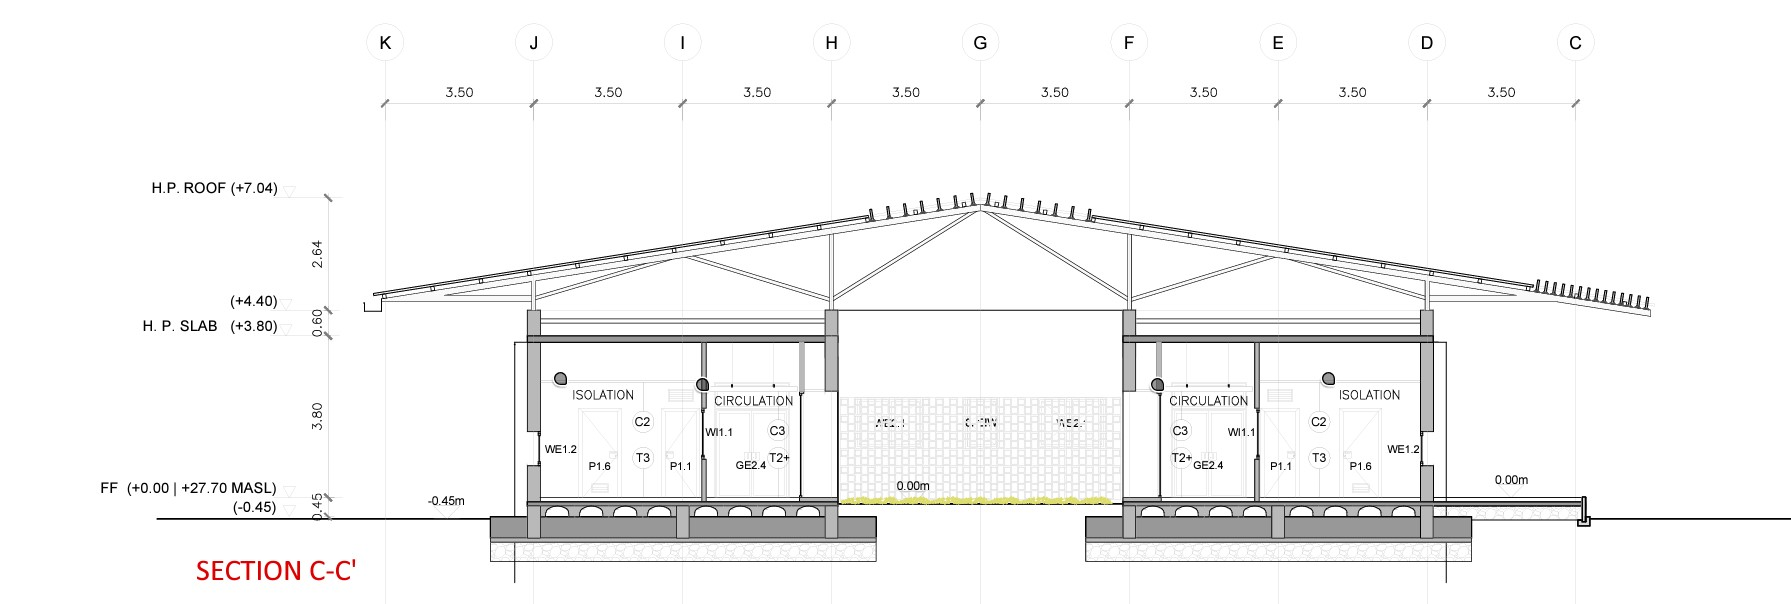 K J I H G F E D C
3.50 3.50 3.50 3.50 3.50 3.50 3.50 3.50
H.P. ROOF (+7.04)
2.64
(+4.40)
0.60
H. P. SLAB (+3.80)
3.80
ISOLATION
CIRCULATION
CIRCULATION
ISOLATION
C2
WI1.1
C3
C3
WI1.1
C2
WE1.2
WE1.2
P1.6
T3
P1.1
GE2.4
T2+
T2+
GE2.4
P1.1
T3
P1.6
FF (+0.00 | +27.70 MASL)
0.00m
0.00m
(-0.45)
0.45
-0.45m
SECTION C-C'